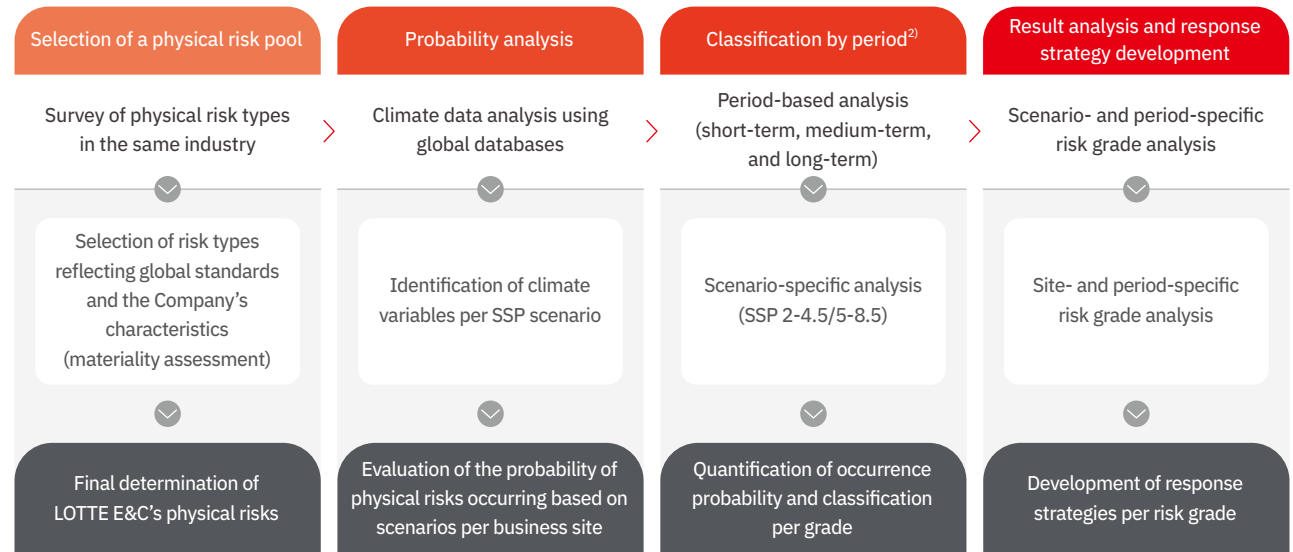 Selection of a physical risk pool
Survey of physical risk types
in the same industry
Selection of risk types
reflecting global standards
and the Company's
characteristics
(materiality assessment)
Final determination of
LOTTE E&C's physical risks
Probability analysis
Climate data analysis using
global databases
Identification of climate
variables per SSP scenario
Evaluation of the probability of
physical risks occurring based on
scenarios per business site
Classification by period2)
Period-based analysis
(short-term, medium-term,
and long-term)
Scenario-specific analysis
(SSP 2-4.5/5-8.5)
Quantification of occurrence
probability and classification
per grade
Result analysis and response
strategy development
Scenario- and period-specific
risk grade analysis
Site- and period-specific
risk grade analysis
Development of response
strategies per risk grade